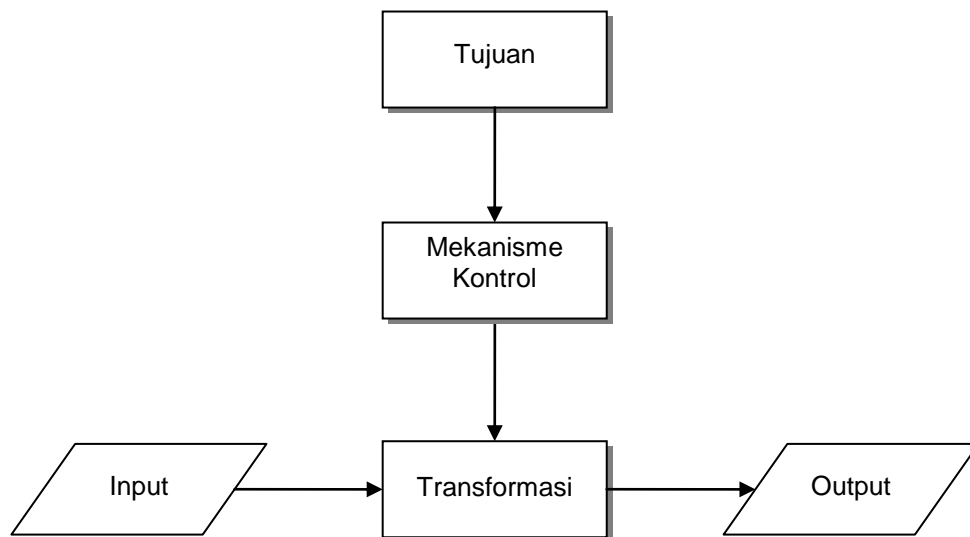 Tujuan
Mekanisme
Kontrol
Input
Transformasi
Output